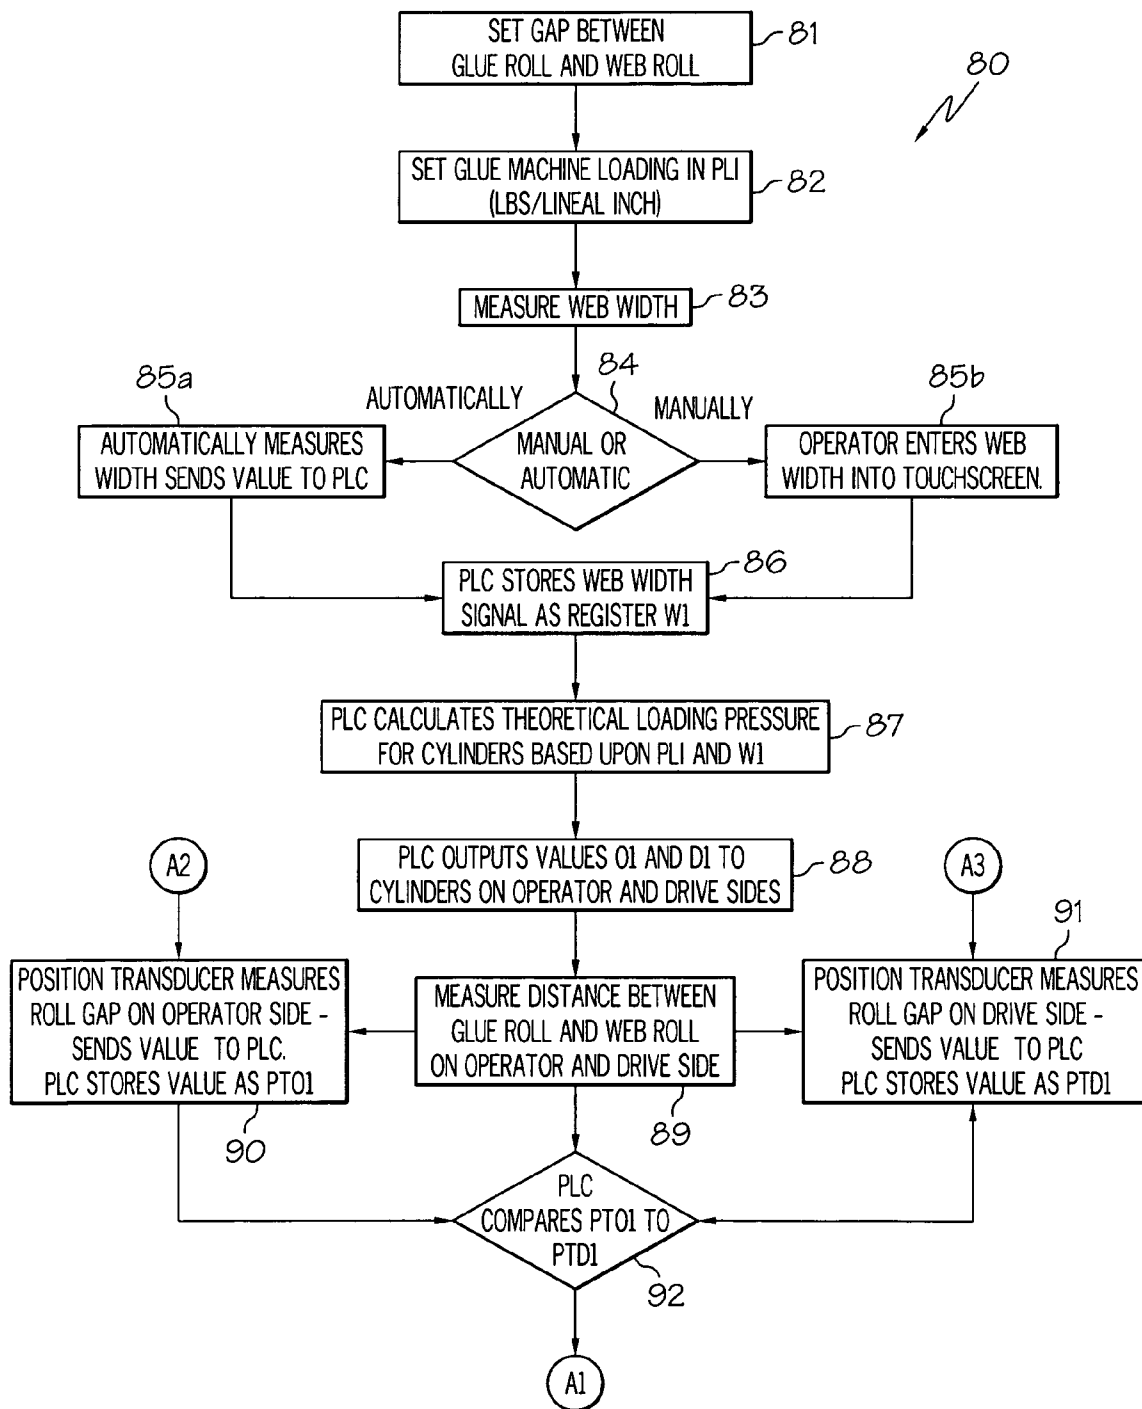 SET GAP BETWEEN
GLUE ROLL AND WEB ROLL
81
80
SET GLUE MACHINE LOADING IN PLI
(LBS/LINEAL INCH)
82
MEASURE WEB WIDTH
83
84
AUTOMATICALLY
MANUALLY
MANUAL OR
AUTOMATIC
85a
AUTOMATICALLY MEASURES
WIDTH SENDS VALUE TO PLC
85b
OPERATOR ENTERS WEB
WIDTH INTO TOUCHSCREEN.
86
PLC STORES WEB WIDTH
SIGNAL AS REGISTER W1
PLC CALCULATES THEORETICAL LOADING PRESSURE
FOR CYLINDERS BASED UPON PLI AND W1
87
PLC OUTPUTS VALUES O1 AND D1 TO
CYLINDERS ON OPERATOR AND DRIVE SIDES
88
A2
A3
POSITION TRANSDUCER MEASURES
ROLL GAP ON OPERATOR SIDE -
SENDS VALUE TO PLC.
PLC STORES VALUE AS PTO1
90
MEASURE DISTANCE BETWEEN
GLUE ROLL AND WEB ROLL
ON OPERATOR AND DRIVE SIDE
89
91
POSITION TRANSDUCER MEASURES
ROLL GAP ON DRIVE SIDE -
SENDS VALUE TO PLC
PLC STORES VALUE AS PTD1
PLC
COMPARES PTO1 TO
PTD1
92
A1